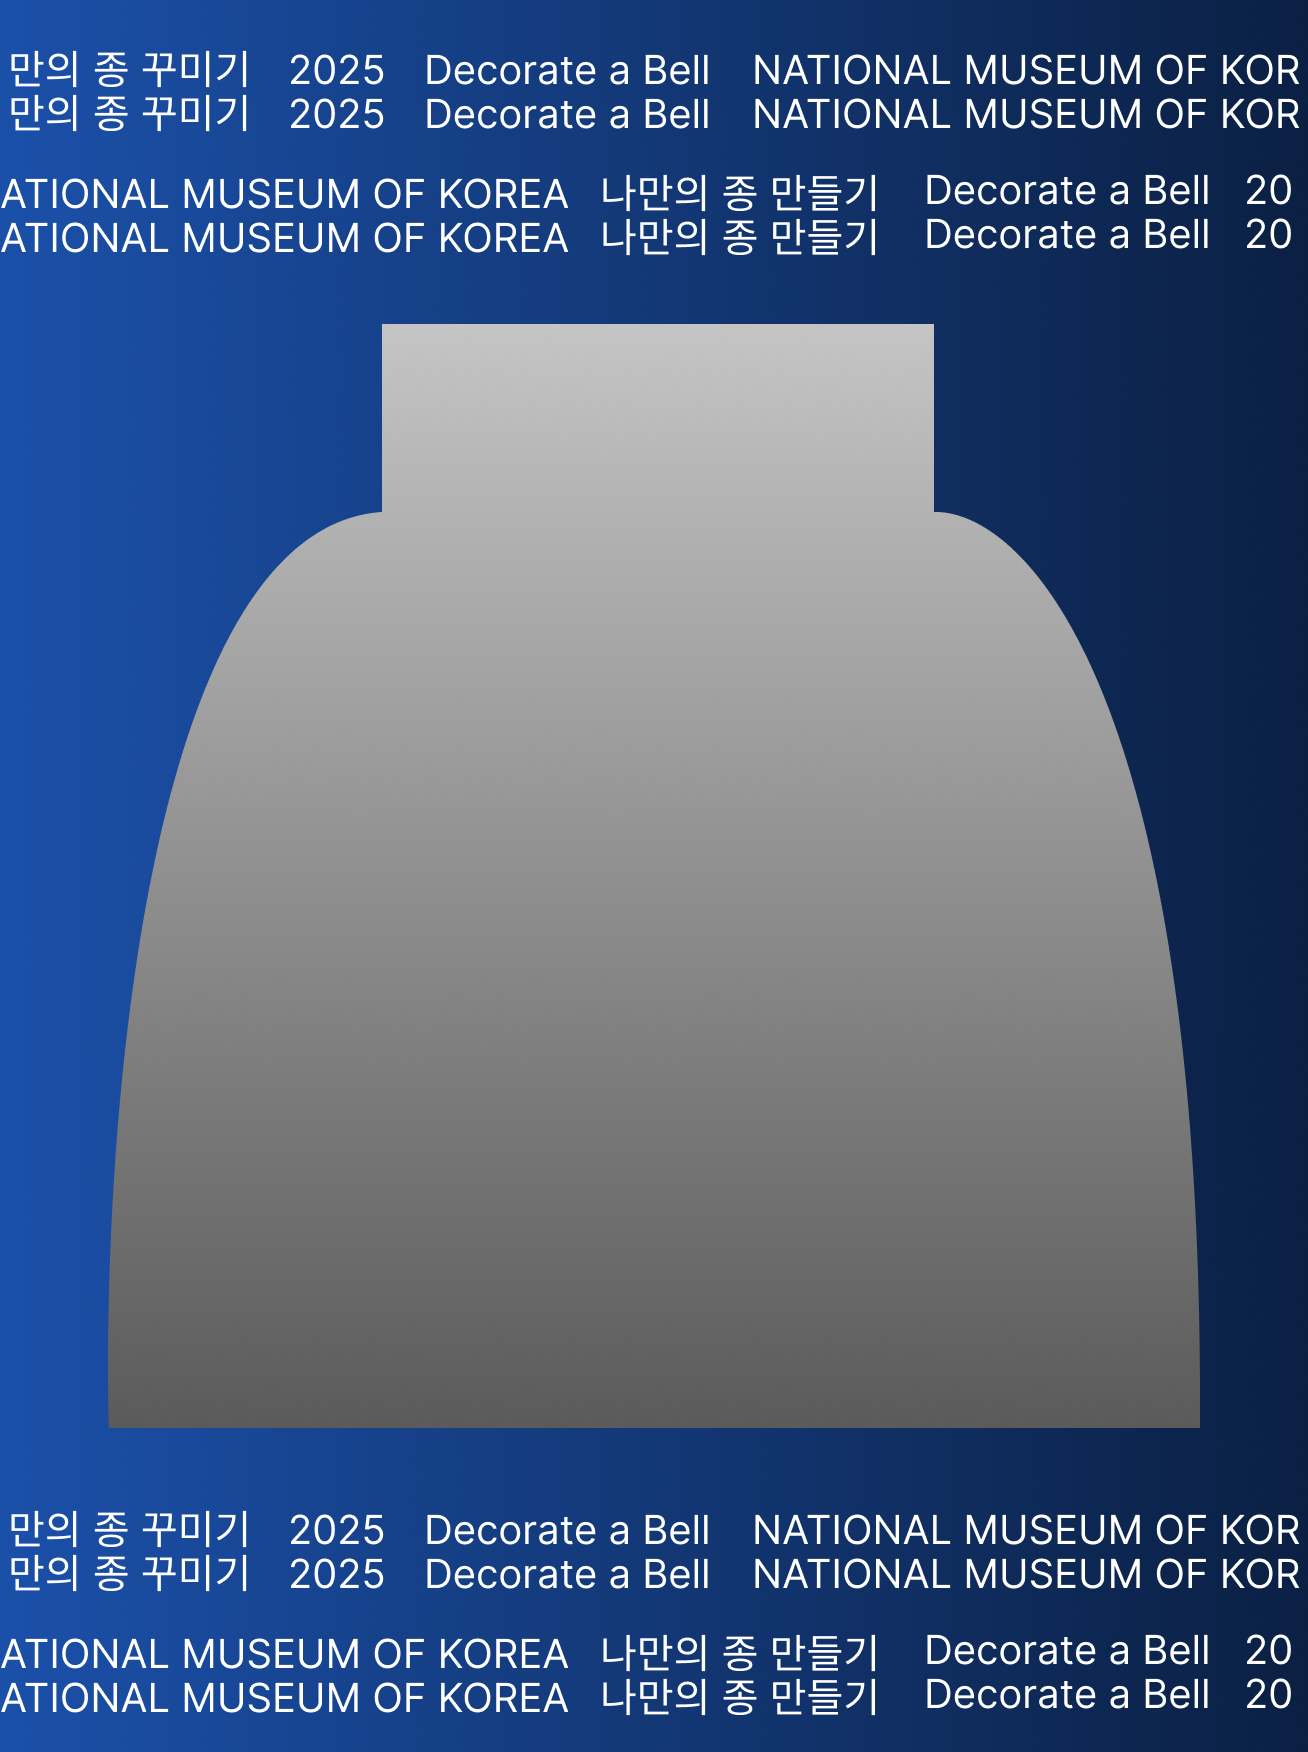 만의 종 꾸미기 2025 Decorate a Bell NATIONAL MUSEUM OF KOR
만의 종 꾸미기 2025 Decorate a Bell NATIONAL MUSEUM OF KOR
ATIONAL MUSEUM OF KOREA 나만의 종 만들기 Decorate a Bell 20
ATIONAL MUSEUM OF KOREA 나만의 종 만들기 Decorate a Bell 20
만의 종 꾸미기 2025 Decorate a Bell NATIONAL MUSEUM OF KOR
만의 종 꾸미기 2025 Decorate a Bell NATIONAL MUSEUM OF KOR
ATIONAL MUSEUM OF KOREA 나만의 종 만들기 Decorate a Bell 20
ATIONAL MUSEUM OF KOREA 나만의 종 만들기 Decorate a Bell 20